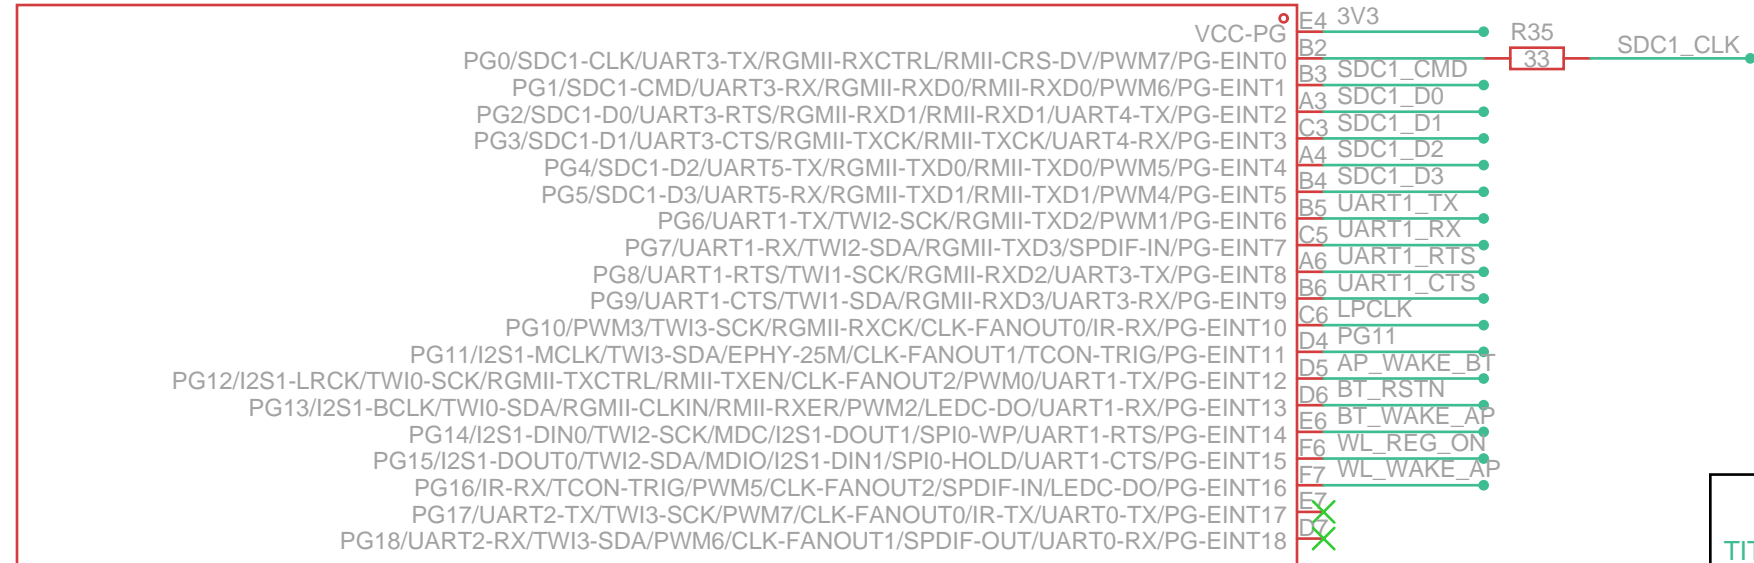 VCC-PG E4 3V3
R35
PG0/SDC1-CLK/UART3-TX/RGMII-RXCTRL/RMII-CRS-DV/PWM7/PG-EINT0 B2 33 SDC1_CLK
PG1/SDC1-CMD/UART3-RX/RGMII-RXD0/RMII-RXD0/PWM6/PG-EINT1 B3 SDC1_CMD
PG2/SDC1-D0/UART3-RTS/RGMII-RXD1/RMII-RXD1/UART4-TX/PG-EINT2 A3 SDC1_D0
PG3/SDC1-D1/UART3-CTS/RGMII-TXCK/RMII-TXCK/UART4-RX/PG-EINT3 C3 SDC1_D1
PG4/SDC1-D2/UART5-TX/RGMII-TXD0/RMII-TXD0/PWM5/PG-EINT4 A4 SDC1_D2
PG5/SDC1-D3/UART5-RX/RGMII-TXD1/RMII-TXD1/PWM4/PG-EINT5 B4 SDC1_D3
PG6/UART1-TX/TWI2-SCK/RGMII-TXD2/PWM1/PG-EINT6 B5 UART1_TX
PG7/UART1-RX/TWI2-SDA/RGMII-TXD3/SPDIF-IN/PG-EINT7 C5 UART1_RX
PG8/UART1-RTS/TWI1-SCK/RGMII-RXD2/UART3-TX/PG-EINT8 A6 UART1_RTS
PG9/UART1-CTS/TWI1-SDA/RGMII-RXD3/UART3-RX/PG-EINT9 B6 UART1_CTS
PG10/PWM3/TWI3-SCK/RGMII-RXCK/CLK-FANOUT0/IR-RX/PG-EINT10 C6 LPCLK
PG11/I2S1-MCLK/TWI3-SDA/EPHY-25M/CLK-FANOUT1/TCON-TRIG/PG-EINT11 D4 PG11
PG12/I2S1-LRCK/TWI0-SCK/RGMII-TXCTRL/RMII-TXEN/CLK-FANOUT2/PWM0/UART1-TX/PG-EINT12 D5 AP_WAKE_BT
PG13/I2S1-BCLK/TWI0-SDA/RGMII-CLKIN/RMII-RXER/PWM2/LEDC-DO/UART1-RX/PG-EINT13 D6 BT_RSTN
PG14/I2S1-DIN0/TWI2-SCK/MDC/I2S1-DOUT1/SPI0-WP/UART1-RTS/PG-EINT14 E6 BT_WAKE_AP
PG15/I2S1-DOUT0/TWI2-SDA/MDIO/I2S1-DIN1/SPI0-HOLD/UART1-CTS/PG-EINT15 F6 WL_REG_ON
PG16/IR-RX/TCON-TRIG/PWM5/CLK-FANOUT2/SPDIF-IN/LEDC-DO/PG-EINT16 F7 WL_WAKE_AP
PG17/UART2-TX/TWI3-SCK/PWM7/CLK-FANOUT0/IR-TX/UART0-TX/PG-EINT17 E7
PG18/UART2-RX/TWI3-SDA/PWM6/CLK-FANOUT1/SPDIF-OUT/UART0-RX/PG-EINT18 D7